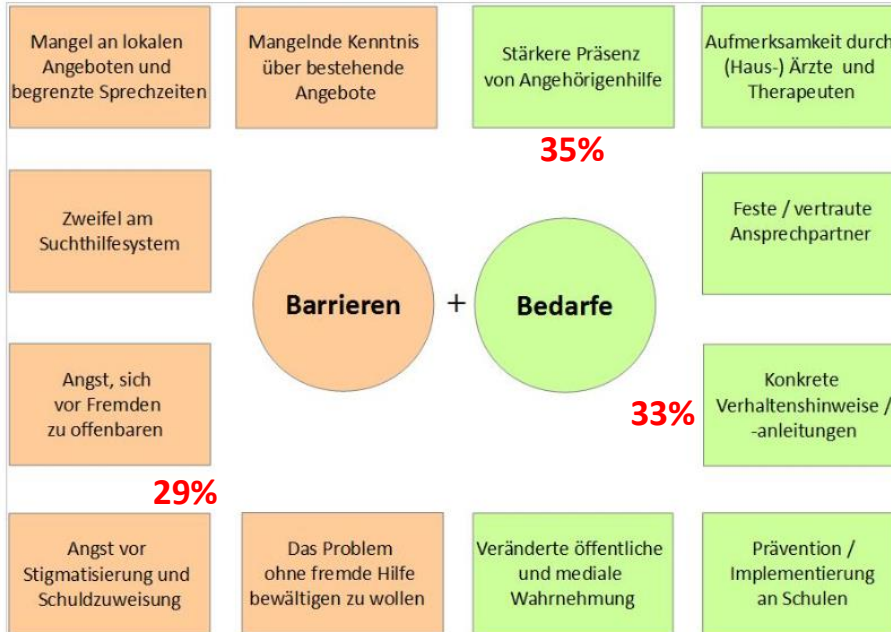 Mangel an lokalen
Angeboten und
begrenzte Sprechzeiten
Mangelnde Kenntnis
über bestehende
Angebote
Stärkere Präsenz
von Angehörigenhilfe
Aufmerksamkeit durch
(Haus-) Ärzte und
Therapeuten
35%
Zweifel am
Suchthilfesystem
Feste / vertraute
Ansprechpartner
Barrieren
+
Bedarfe
Angst, sich
vor Fremden
zu offenbaren
33%
Konkrete
Verhaltenshinweise /
-anleitungen
29%
Angst vor
Stigmatisierung und
Schuldzuweisung
Das Problem
ohne fremde Hilfe
bewältigen zu wollen
Veränderte öffentliche
und mediale
Wahrnehmung
Prävention /
Implementierung
an Schulen